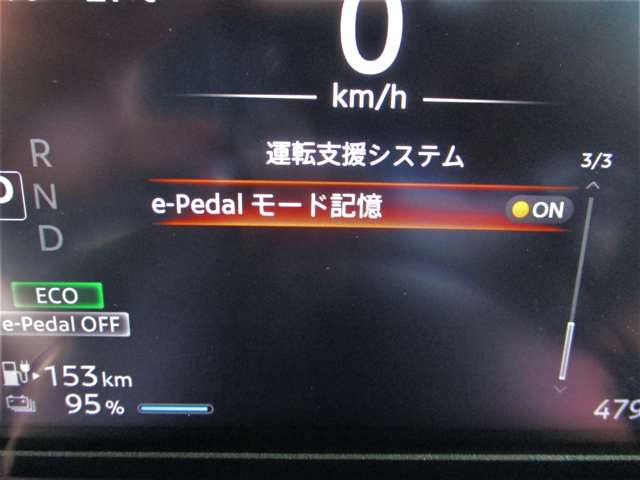 0
km/h
運転支援システム
3/3
e-Pedal モード記憶
ON
R
N
D
ECO
e-Pedal OFF
153 km
95%
479